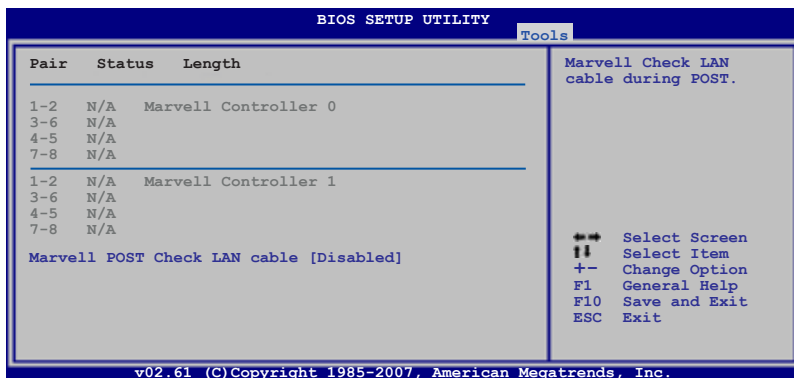 BIOS SETUP UTILITY
Tools
Pair Status Length
1-2 N/A Marvell Controller 0
3-6 N/A
4-5 N/A
7-8 N/A
1-2 N/A Marvell Controller 1
3-6 N/A
4-5 N/A
7-8 N/A
Marvell POST Check LAN cable [Disabled]
Marvell Check LAN
cable during POST.
Select Screen
Select Item
+- Change Option
F1 General Help
F10 Save and Exit
ESC Exit
v02.61 (C)Copyright 1985-2007, American Megatrends, Inc.